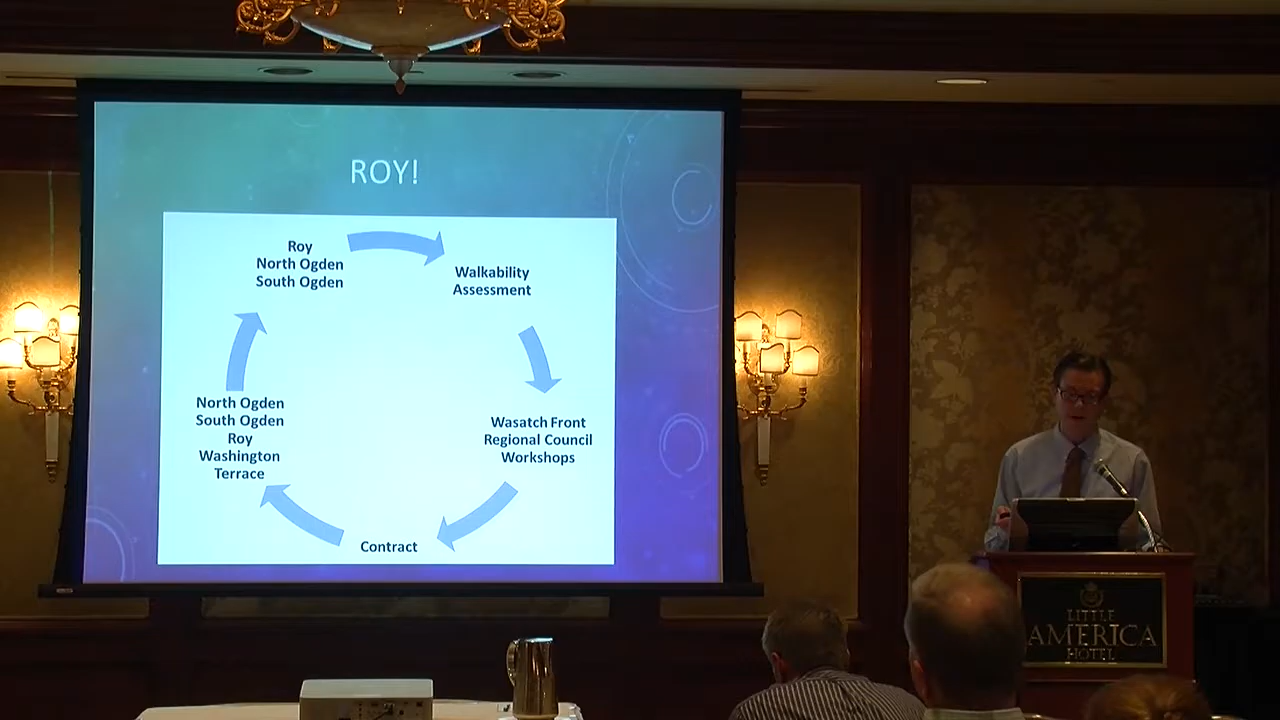 ROY!
Roy
North Ogden
South Ogden
Walkability
Assessment
Wasatch Front
Regional Council
Workshops
Contract
North Ogden
South Ogden
Roy
Washington
Terrace
LITTLE
AMERICA
HOTEL